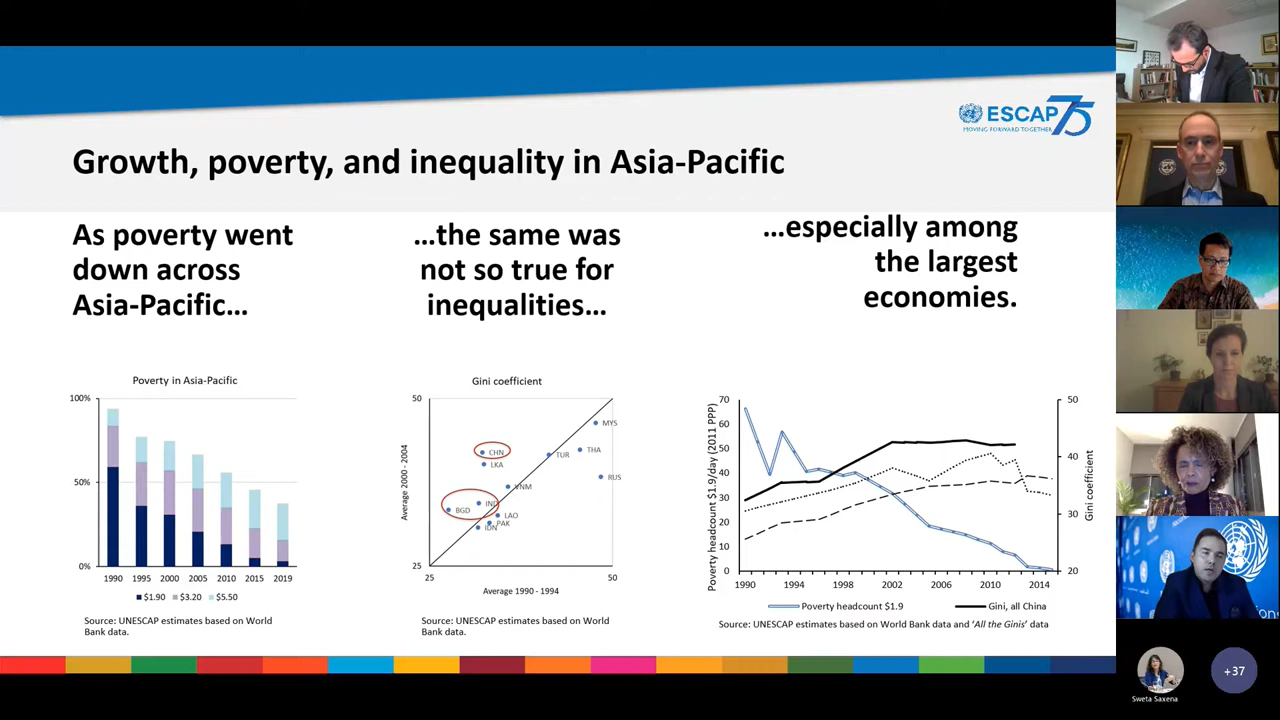 ESCAP 75
MOVING FORWARD TOGETHER
Growth, poverty, and inequality in Asia-Pacific
As poverty went
down across
Asia-Pacific…
…the same was
not so true for
inequalities…
…especially among
the largest
economies.
Poverty in Asia-Pacific
100%
50%
0%
1990 1995 2000 2005 2010 2015 2019
$1.90 $3.20 $5.50
Source: UNESCAP estimates based on World
Bank data.
Gini coefficient
50
Average 2000 - 2004
MYS
CHN
TUR
THA
LKA
RUS
VNM
IND
BGD
LAO
PAK
IDN
25
25
50
Average 1990 - 1994
Source: UNESCAP estimates based on World
Bank data.
Poverty headcount $1.9/day (2011 PPP)
70
60
50
40
30
20
10
0
50
40
30
20
Gini coefficient
1990 1994 1998 2002 2006 2010 2014
Poverty headcount $1.9 Gini, all China
Source: UNESCAP estimates based on World Bank data and ‘All the Ginis’ data
Sweta Saxena
+37